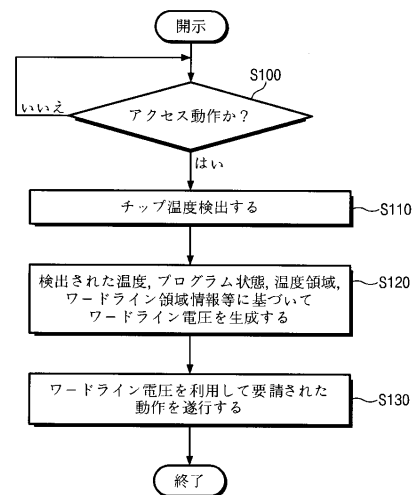 開示
S100
アクセス動作か？
いいえ
はい
チップ温度検出する
S110
検出された温度, プログラム状態, 温度領域,
ワードライン領域情報等に基づいて
ワードライン電圧を生成する
S120
ワードライン電圧を利用して要請された
動作を遂行する
S130
終了